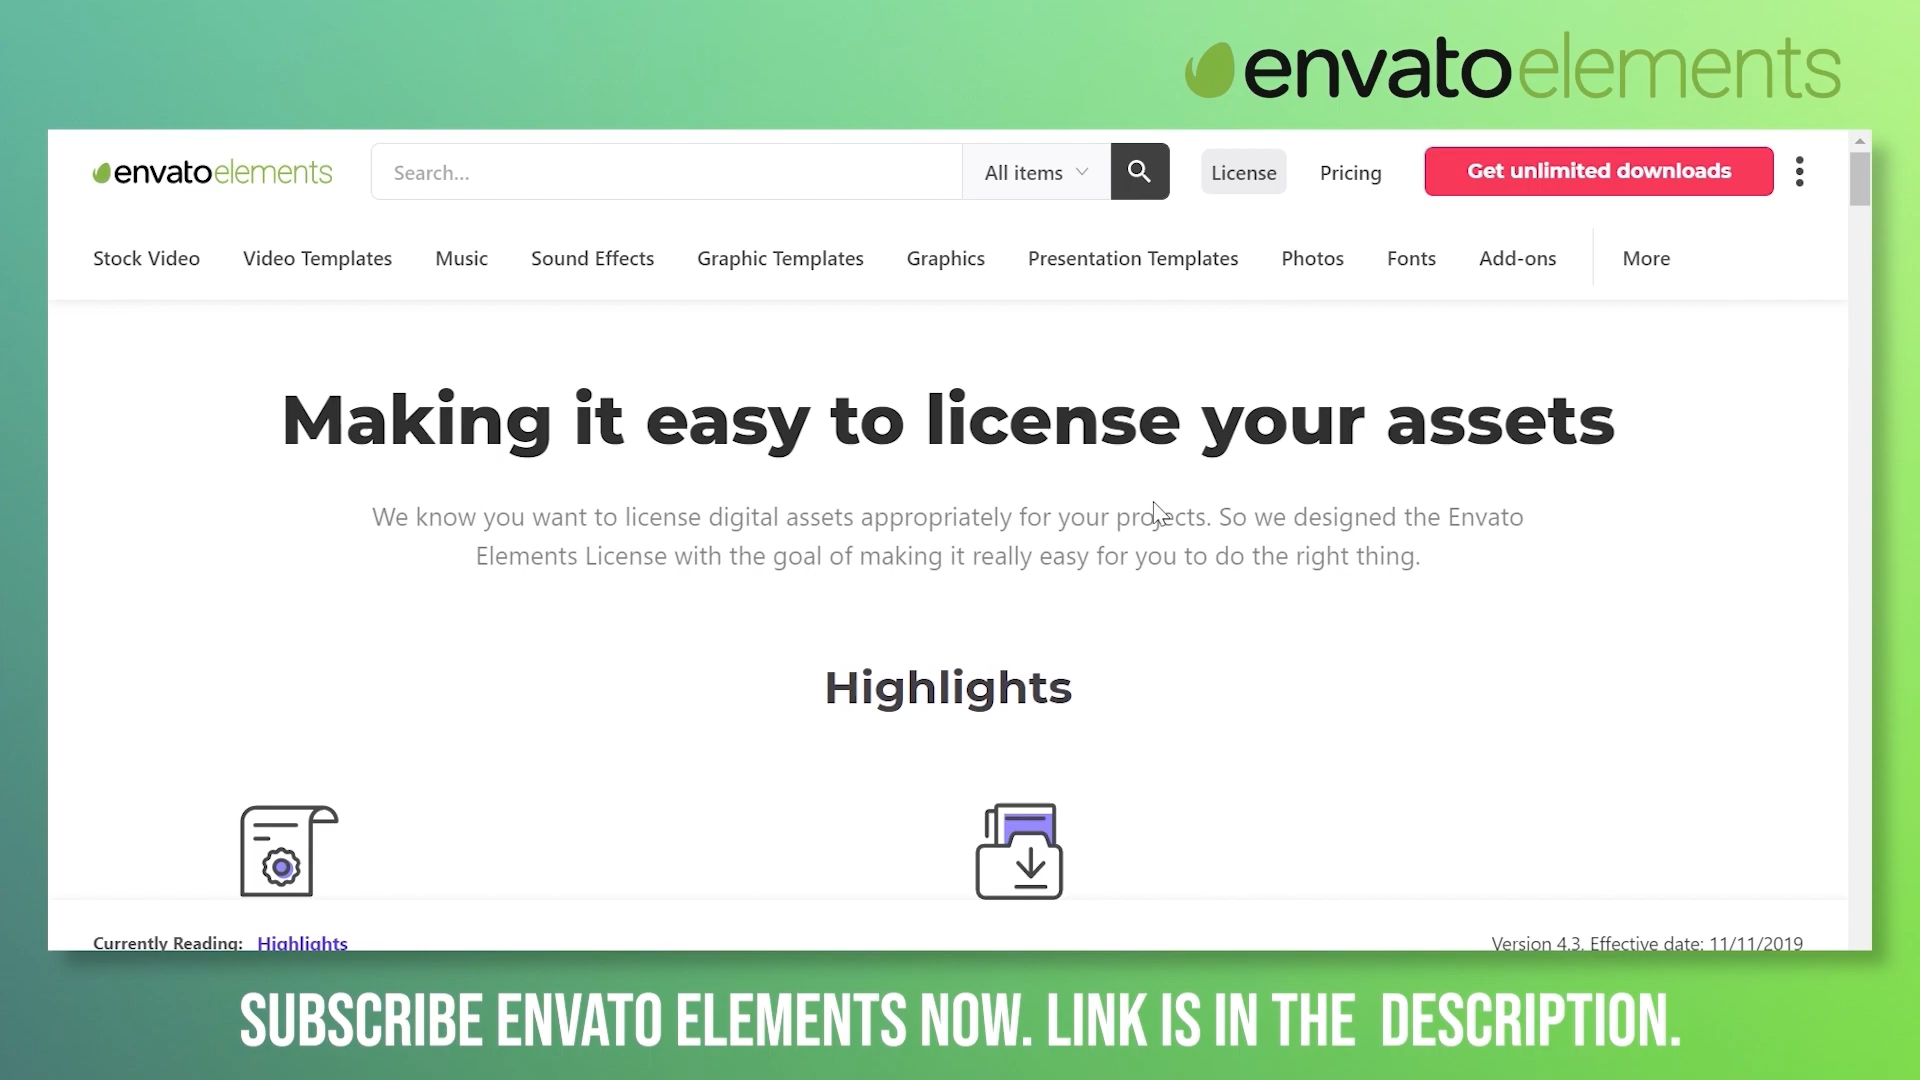 envatoelements
envatoelements
Search...
All items
License
Pricing
Get unlimited downloads
Stock Video
Video Templates
Music
Sound Effects
Graphic Templates
Graphics
Presentation Templates
Photos
Fonts
Add-ons
More
Making it easy to license your assets
We know you want to license digital assets appropriately for your projects. So we designed the Envato
Elements License with the goal of making it really easy for you to do the right thing.
Highlights
Currently Reading: Highlights
Version 4.3. Effective date: 11/11/2019
SUBSCRIBE ENVATO ELEMENTS NOW. LINK IS IN THE DESCRIPTION.